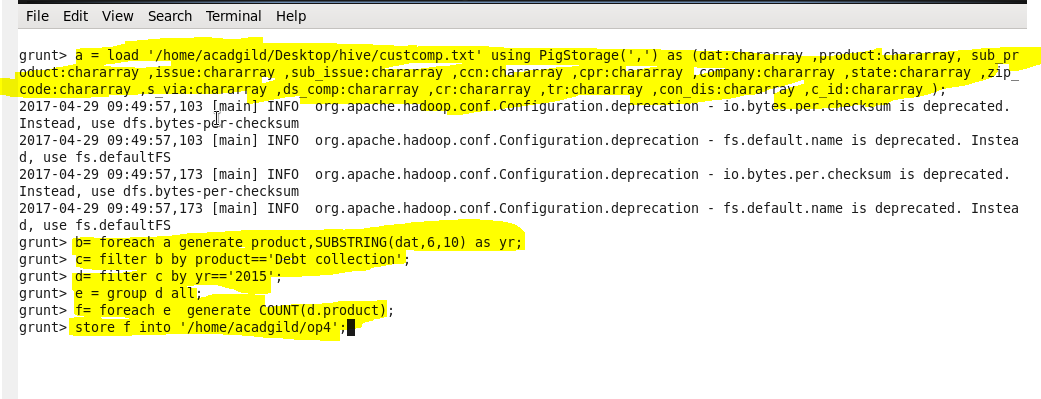 File Edit View Search Terminal Help
grunt> a = load '/home/acadgild/Desktop/hive/custcomp.txt' using PigStorage(',') as (dat:chararray ,product:chararray, sub_pr
oduct:chararray ,issue:chararray ,sub_issue:chararray ,ccn:chararray ,cpr:chararray ,company:chararray ,state:chararray ,zip_
code:chararray ,s_via:chararray ,ds_comp:chararray ,cr:chararray ,tr:chararray ,con_dis:chararray ,c_id:chararray );
2017-04-29 09:49:57,103 [main] INFO  org.apache.hadoop.conf.Configuration.deprecation - io.bytes.per.checksum is deprecated.
Instead, use dfs.bytes-per-checksum
2017-04-29 09:49:57,103 [main] INFO  org.apache.hadoop.conf.Configuration.deprecation - fs.default.name is deprecated. Instea
d, use fs.defaultFS
2017-04-29 09:49:57,173 [main] INFO  org.apache.hadoop.conf.Configuration.deprecation - io.bytes.per.checksum is deprecated.
Instead, use dfs.bytes-per-checksum
2017-04-29 09:49:57,173 [main] INFO  org.apache.hadoop.conf.Configuration.deprecation - fs.default.name is deprecated. Instea
d, use fs.defaultFS
grunt> b= foreach a generate product,SUBSTRING(dat,6,10) as yr;
grunt> c= filter b by product=='Debt collection';
grunt> d= filter c by yr=='2015';
grunt> e = group d all;
grunt> f= foreach e  generate COUNT(d.product);
grunt> store f into '/home/acadgild/op4';